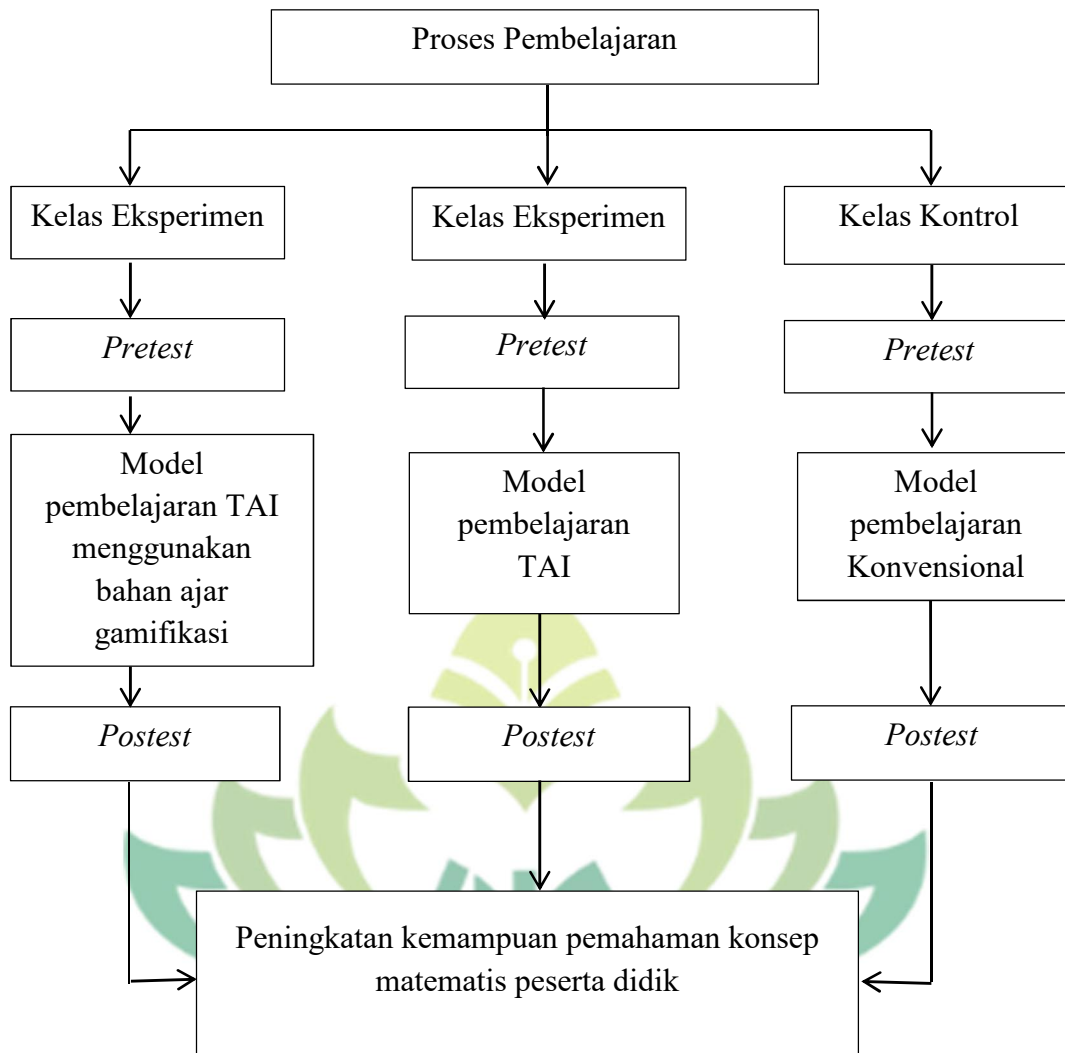 Proses Pembelajaran
Kelas Eksperimen
Kelas Eksperimen
Kelas Kontrol
Pretest
Pretest
Pretest
Model
pembelajaran TAI
menggunakan
bahan ajar
gamifikasi
Model
pembelajaran
TAI
Model
pembelajaran
Konvensional
Postest
Postest
Postest
Peningkatan kemampuan pemahaman konsep
matematis peserta didik